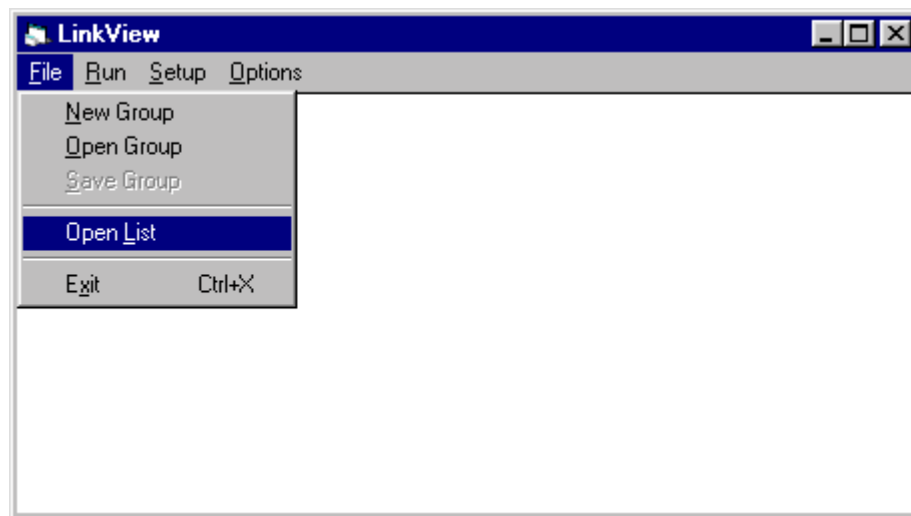 LinkView
File Run Setup Options
New Group
Open Group
Save Group
Open List
Exit Ctrl+X